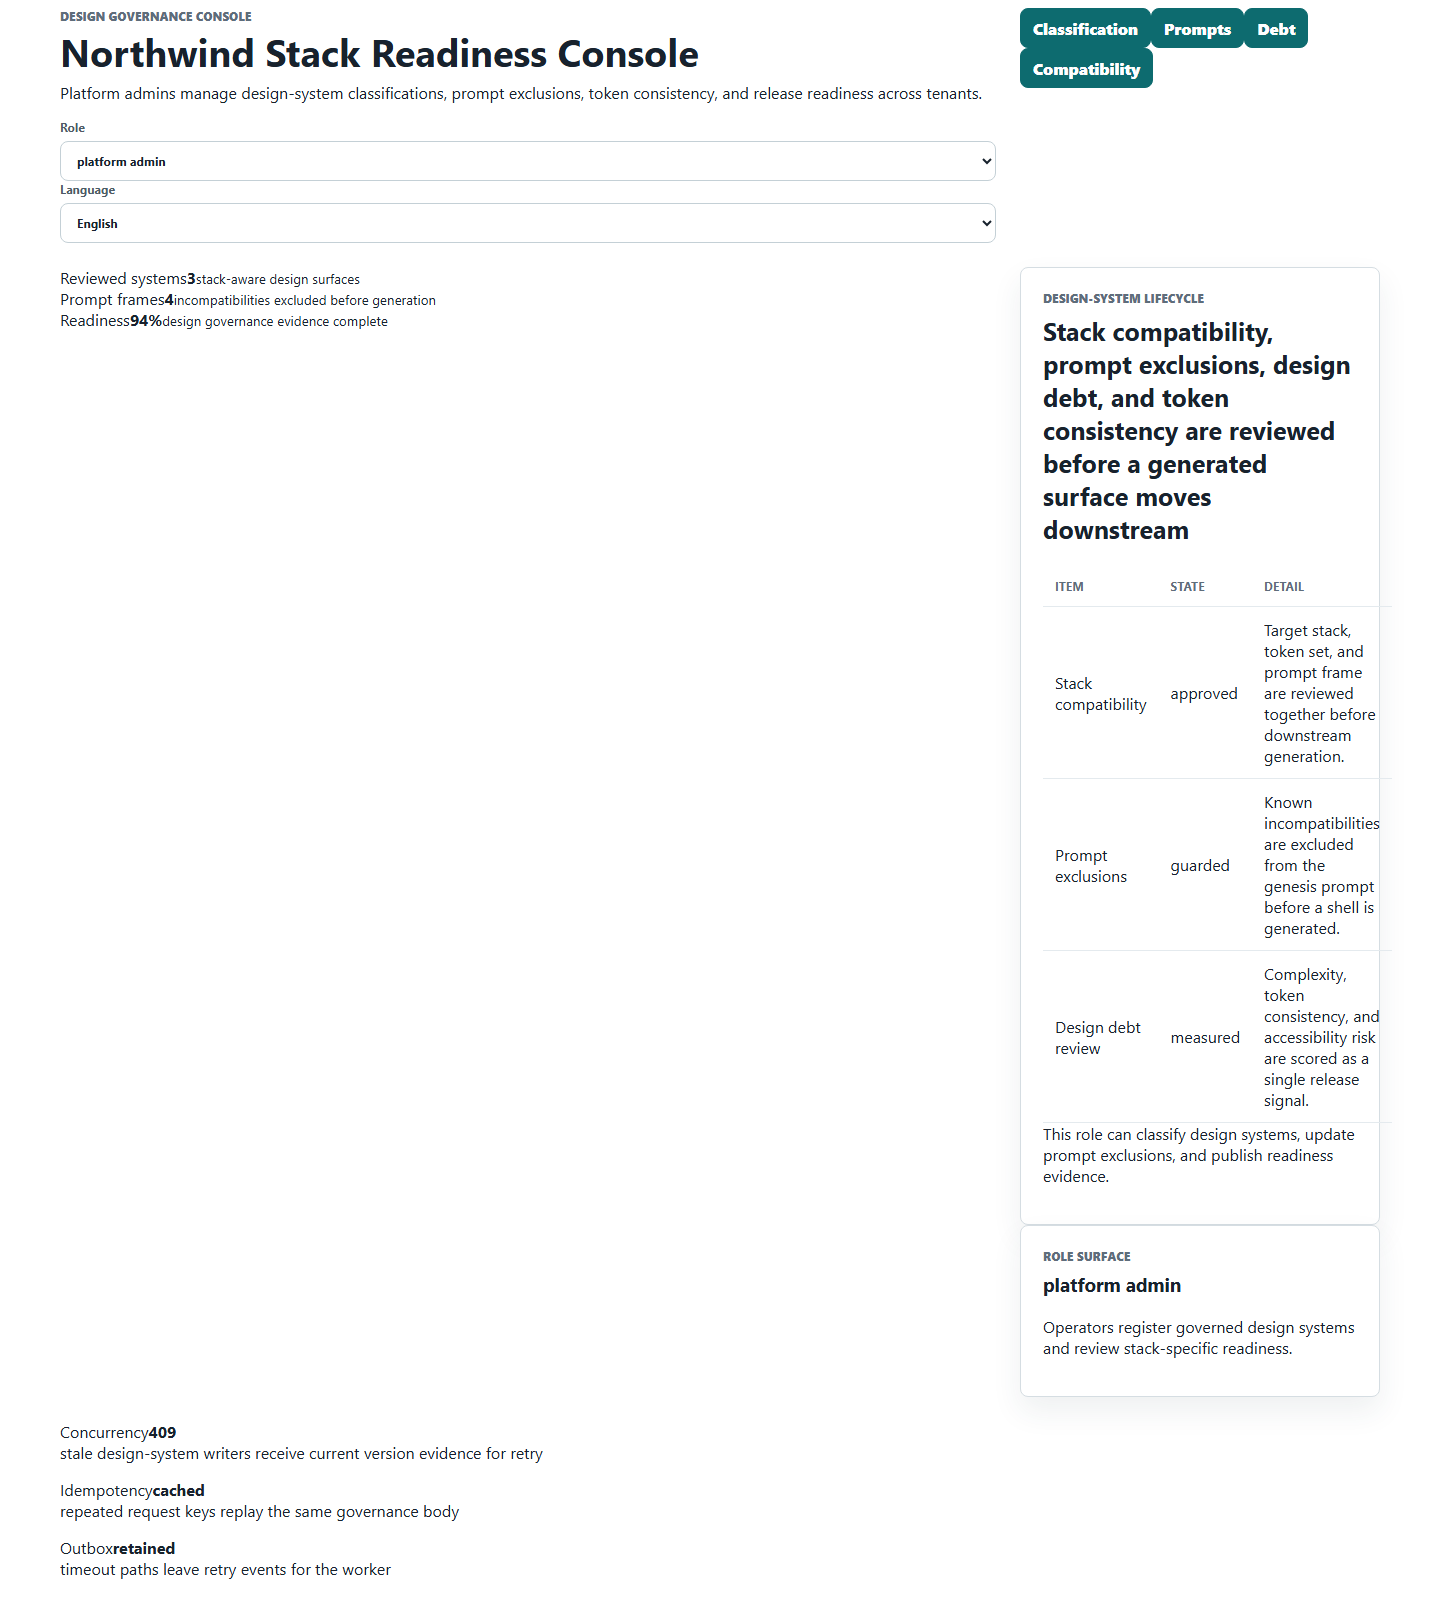 DESIGN GOVERNANCE CONSOLE
Northwind Stack Readiness Console
Platform admins manage design-system classifications, prompt exclusions, token consistency, and release readiness across tenants.
Role
platform admin
Language
English
Classification Prompts Debt
Compatibility
Reviewed systems3stack-aware design surfaces
Prompt frames4incompatibilities excluded before generation
Readiness94%design governance evidence complete
DESIGN-SYSTEM LIFECYCLE
Stack compatibility,
prompt exclusions, design
debt, and token
consistency are reviewed
before a generated
surface moves
downstream
ITEM STATE DETAIL
Stack
compatibility
approved
Target stack,
token set, and
prompt frame
are reviewed
together before
downstream
generation.
Prompt
exclusions
guarded
Known
incompatibilities
are excluded
from the
genesis prompt
before a shell is
generated.
Design debt
review
measured
Complexity,
token
consistency, and
accessibility risk
are scored as a
single release
signal.
This role can classify design systems, update
prompt exclusions, and publish readiness
evidence.
ROLE SURFACE
platform admin
Operators register governed design systems
and review stack-specific readiness.
Concurrency409
stale design-system writers receive current version evidence for retry
Idempotencycached
repeated request keys replay the same governance body
Outboxretained
timeout paths leave retry events for the worker